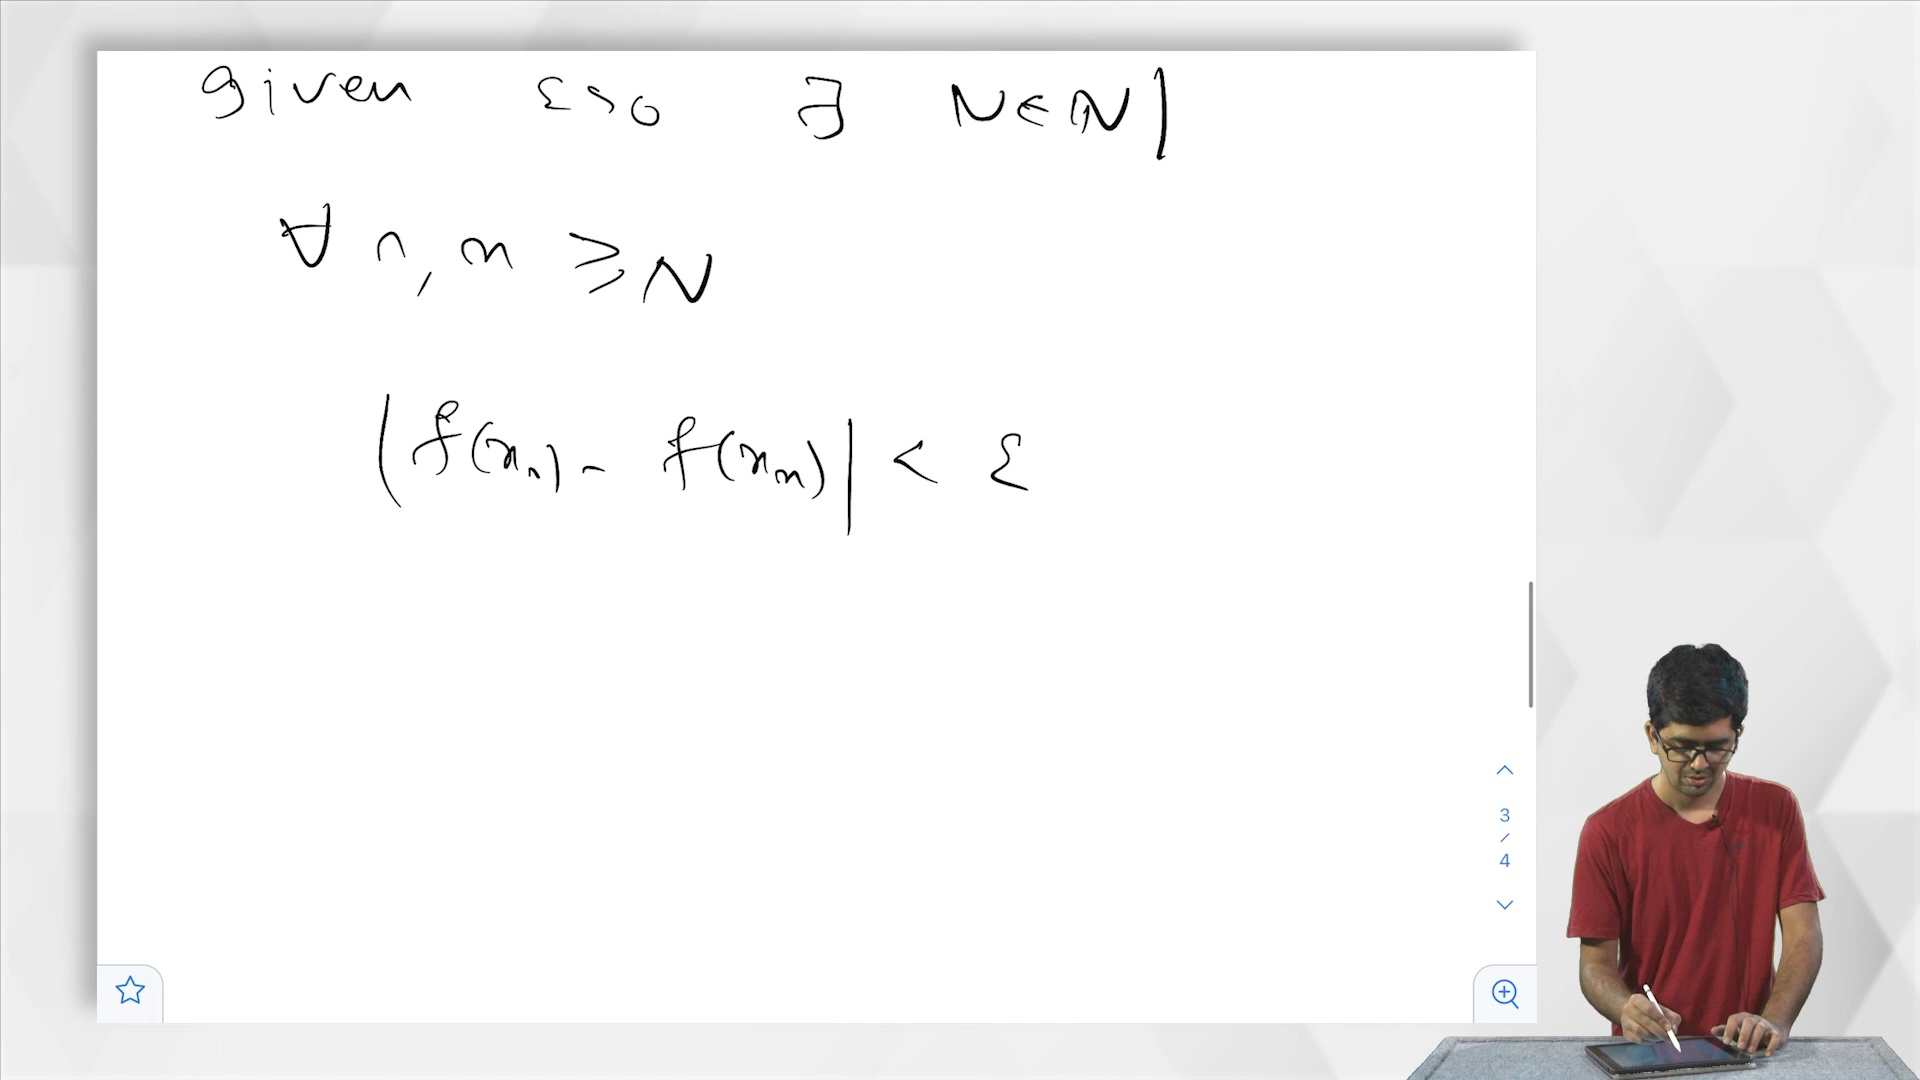 given ε>0 ∃ N∈ℕ|
∀ n, m ≥ N
|f(xₙ) - f(xₘ)| < ε
3
/
4